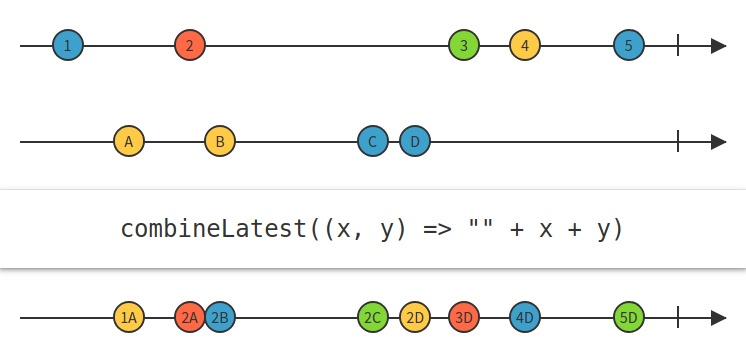 1 2 3 4 5
A B C D
combineLatest((x, y) => "" + x + y)
1A 2A 2B 2C 2D 3D 4D 5D